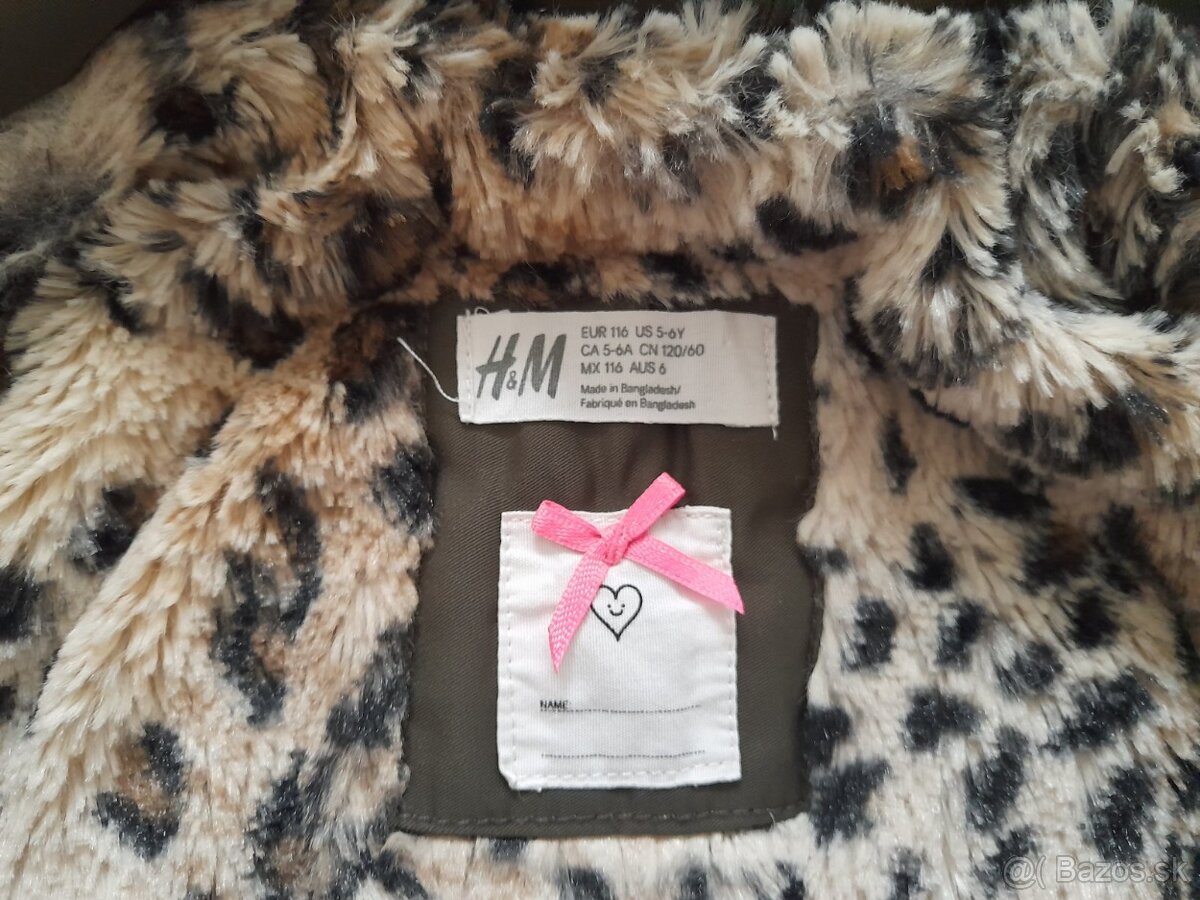 H&M
EUR 116 US 5-6Y
CA 5-6A CN 120/60
MX 116 AUS 6
Made in Bangladesh/
Fabriqué en Bangladesh
NAME:
@( Bazos.sk